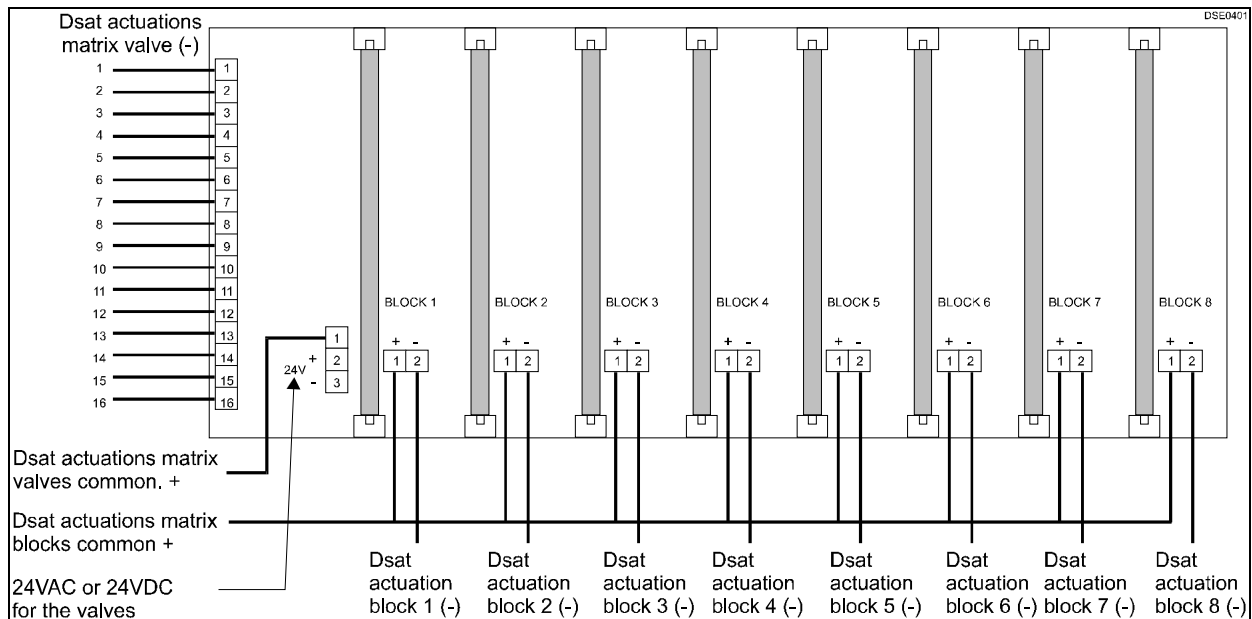 DSE0401
Dsat actuations
matrix valve (-)
1 1
2 2
3 3
4 4
5 5
6 6
7 7
8 8
9 9
10 10
11 11
12 12
13 13
14 14
15 15
16 16
BLOCK 1 BLOCK 2 BLOCK 3 BLOCK 4 BLOCK 5 BLOCK 6 BLOCK 7 BLOCK 8
1
+ 2
24V
- 3
+ - + - + - + - + - + - + - + -
1 2 1 2 1 2 1 2 1 2 1 2 1 2 1 2
Dsat actuations matrix
valves common. +
Dsat actuations matrix
blocks common +
24VAC or 24VDC
for the valves
Dsat
actuation
block 1 (-)
Dsat
actuation
block 2 (-)
Dsat
actuation
block 3 (-)
Dsat
actuation
block 4 (-)
Dsat
actuation
block 5 (-)
Dsat
actuation
block 6 (-)
Dsat
actuation
block 7 (-)
Dsat
actuation
block 8 (-)